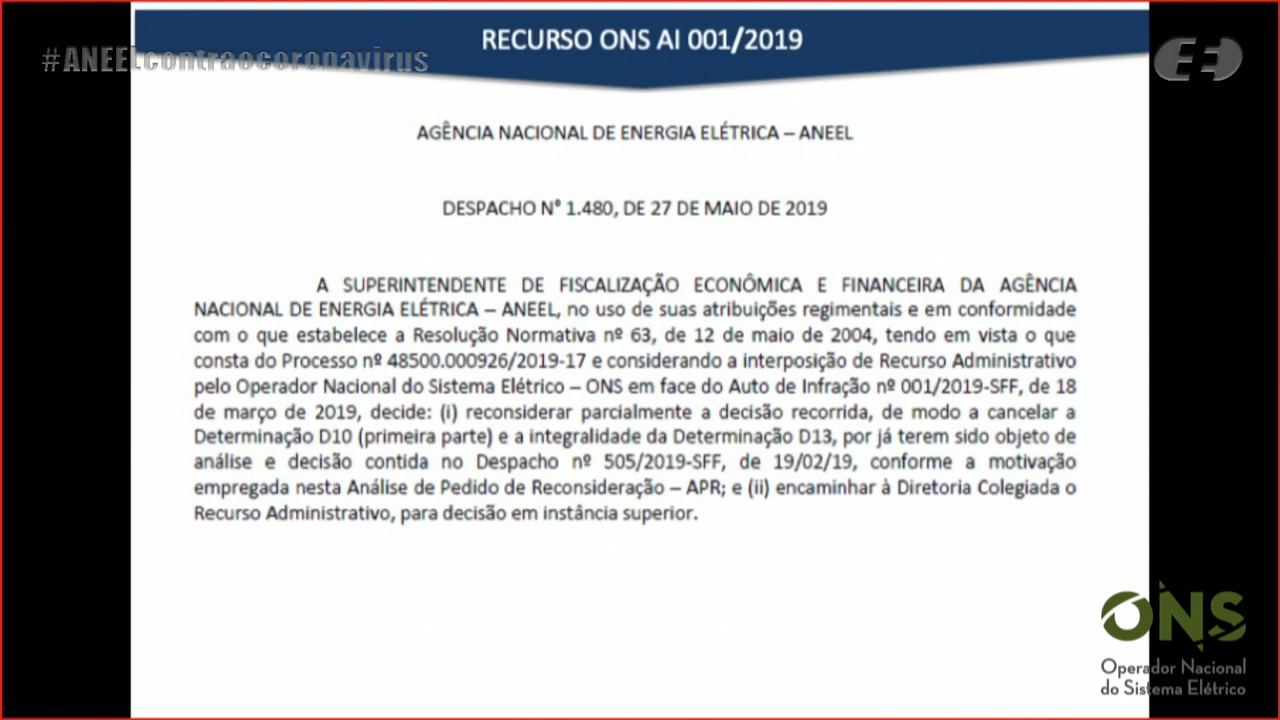 RECURSO ONS AI 001/2019
#ANEELcontraocoronavirus
AGÊNCIA NACIONAL DE ENERGIA ELÉTRICA – ANEEL
DESPACHO N° 1.480, DE 27 DE MAIO DE 2019
A SUPERINTENDENTE DE FISCALIZAÇÃO ECONÔMICA E FINANCEIRA DA AGÊNCIA
NACIONAL DE ENERGIA ELÉTRICA – ANEEL, no uso de suas atribuições regimentais e em conformidade
com o que estabelece a Resolução Normativa nº 63, de 12 de maio de 2004, tendo em vista o que
consta do Processo nº 48500.000926/2019-17 e considerando a interposição de Recurso Administrativo
pelo Operador Nacional do Sistema Elétrico – ONS em face do Auto de Infração nº 001/2019-SFF, de 18
de março de 2019, decide: (i) reconsiderar parcialmente a decisão recorrida, de modo a cancelar a
Determinação D10 (primeira parte) e a integralidade da Determinação D13, por já terem sido objeto de
análise e decisão contida no Despacho nº 505/2019-SFF, de 19/02/19, conforme a motivação
empregada nesta Análise de Pedido de Reconsideração – APR; e (ii) encaminhar à Diretoria Colegiada o
Recurso Administrativo, para decisão em instância superior.
ONS
Operador Nacional
do Sistema Elétrico